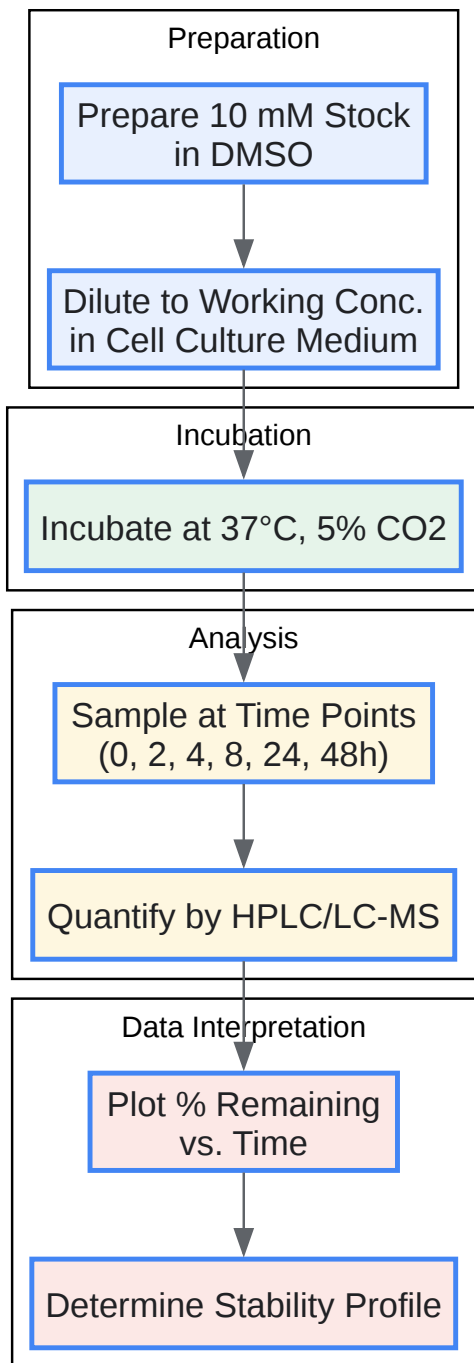 Preparation
Prepare 10 mM Stock
in DMSO
Dilute to Working Conc.
in Cell Culture Medium
Incubation
Incubate at 37°C, 5% CO2
Analysis
Sample at Time Points
(0, 2, 4, 8, 24, 48h)
Quantify by HPLC/LC-MS
Data Interpretation
Plot % Remaining
vs. Time
Determine Stability Profile